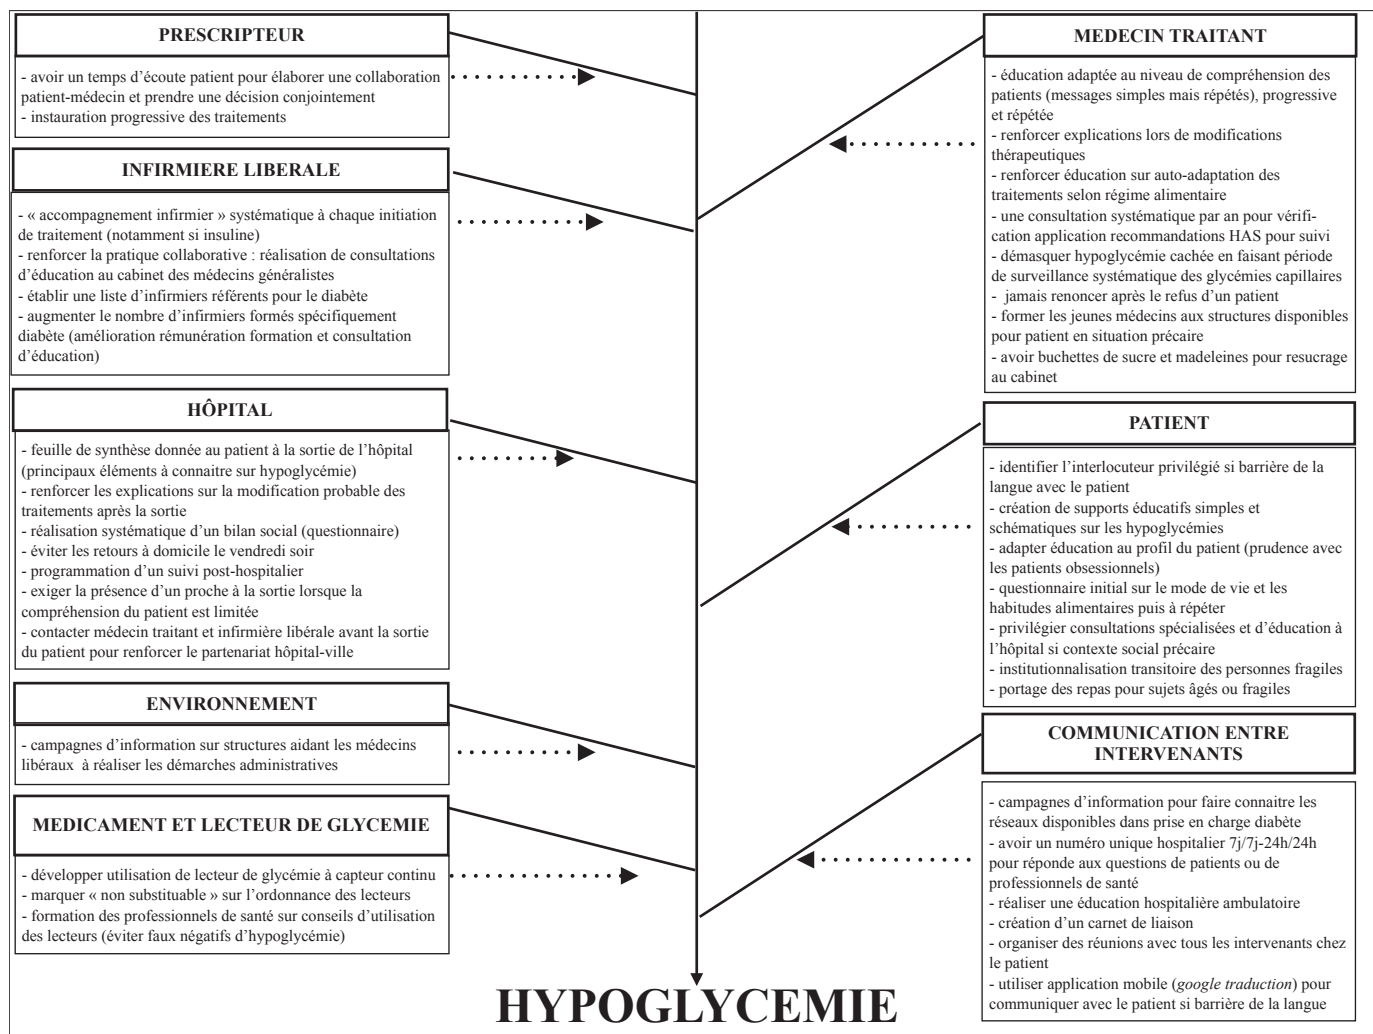 PRESCRIPTEUR
- avoir un temps d’écoute patient pour élaborer une collaboration
patient-médecin et prendre une décision conjointement
- instauration progressive des traitements
INFIRMIERE LIBERALE
- « accompagnement infirmier » systématique à chaque initiation
de traitement (notamment si insuline)
- renforcer la pratique collaborative : réalisation de consultations
d’éducation au cabinet des médecins généralistes
- établir une liste d’infirmiers référents pour le diabète
- augmenter le nombre d’infirmiers formés spécifiquement
diabète (amélioration rémunération formation et consultation
d’éducation)
HÔPITAL
- feuille de synthèse donnée au patient à la sortie de l’hôpital
(principaux éléments à connaitre sur hypoglycémie)
- renforcer les explications sur la modification probable des
traitements après la sortie
- réalisation systématique d’un bilan social (questionnaire)
- éviter les retours à domicile le vendredi soir
- programmation d’un suivi post-hospitalier
- exiger la présence d’un proche à la sortie lorsque la
compréhension du patient est limitée
- contacter médecin traitant et infirmière libérale avant la sortie
du patient pour renforcer le partenariat hôpital-ville
ENVIRONNEMENT
- campagnes d’information sur structures aidant les médecins
libéraux à réaliser les démarches administratives
MEDICAMENT ET LECTEUR DE GLYCEMIE
- développer utilisation de lecteur de glycémie à capteur continu
- marquer « non substituable » sur l’ordonnance des lecteurs
- formation des professionnels de santé sur conseils d’utilisation
des lecteurs (éviter faux négatifs d’hypoglycémie)
MEDECIN TRAITANT
- éducation adaptée au niveau de compréhension des
patients (messages simples mais répétés), progressive
et répétée
- renforcer explications lors de modifications
thérapeutiques
- renforcer éducation sur auto-adaptation des
traitements selon régime alimentaire
- une consultation systématique par an pour vérifi-
cation application recommandations HAS pour suivi
- démasquer hypoglycémie cachée en faisant période
de surveillance systématique des glycémies capillaires
- jamais renoncer après le refus d’un patient
- former les jeunes médecins aux structures disponibles
pour patient en situation précaire
- avoir buchettes de sucre et madeleines pour resucrage
au cabinet
PATIENT
- identifier l’interlocuteur privilégié si barrière de la
langue avec le patient
- création de supports éducatifs simples et
schématiques sur les hypoglycémies
- adapter éducation au profil du patient (prudence avec
les patients obsessionnels)
- questionnaire initial sur le mode de vie et les
habitudes alimentaires puis à répéter
- privilégier consultations spécialisées et d’éducation à
l’hôpital si contexte social précaire
- institutionnalisation transitoire des personnes fragiles
- portage des repas pour sujets âgés ou fragiles
COMMUNICATION ENTRE
INTERVENANTS
- campagnes d’information pour faire connaitre les
réseaux disponibles dans prise en charge diabète
- avoir un numéro unique hospitalier 7j/7j-24h/24h
pour réponde aux questions de patients ou de
professionnels de santé
- réaliser une éducation hospitalière ambulatoire
- création d’un carnet de liaison
- organiser des réunions avec tous les intervenants chez
le patient
- utiliser application mobile (google traduction) pour
communiquer avec le patient si barrière de la langue
HYPOGLYCEMIE